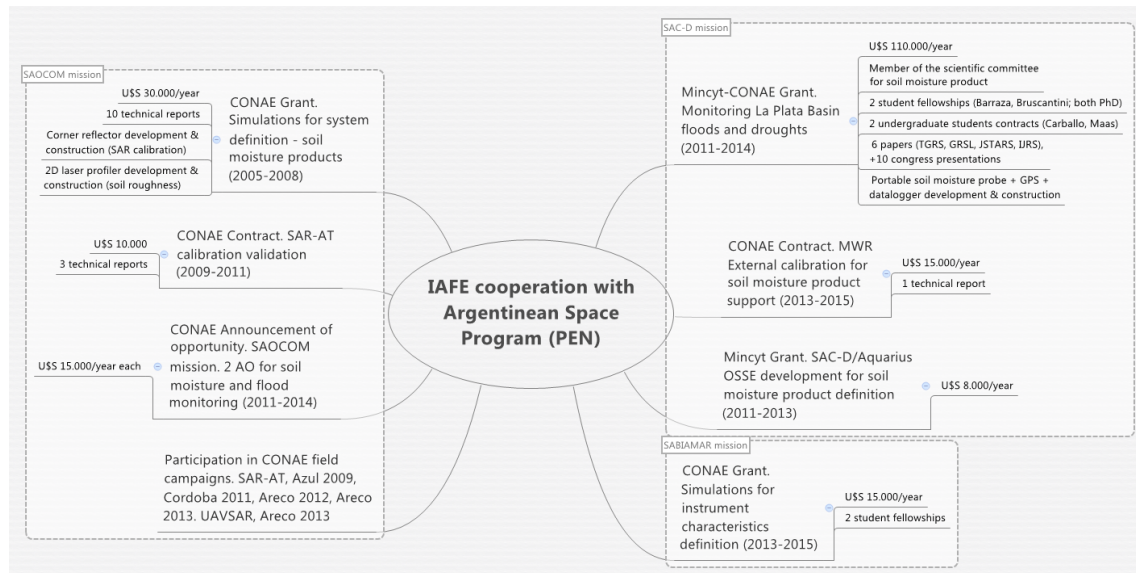 SAOCOM mission
U$S 30.000/year
10 technical reports
Corner reflector development &
construction (SAR calibration)
2D laser profiler development &
construction (soil roughness)
CONAE Grant.
Simulations for system
definition - soil
moisture products
(2005-2008)
U$S 10.000
3 technical reports
CONAE Contract. SAR-AT
calibration validation
(2009-2011)
U$S 15.000/year each
CONAE Announcement of
opportunity. SAOCOM
mission. 2 AO for soil
moisture and flood
monitoring (2011-2014)
Participation in CONAE field
campaigns. SAR-AT, Azul 2009,
Cordoba 2011, Areco 2012, Areco
2013. UAVSAR, Areco 2013
IAFE cooperation with
Argentinean Space
Program (PEN)
SAC-D mission
Mincyt-CONAE Grant.
Monitoring La Plata Basin
floods and droughts
(2011-2014)
U$S 110.000/year
Member of the scientific committee
for soil moisture product
2 student fellowships (Barraza, Bruscantini; both PhD)
2 undergraduate students contracts (Carballo, Maas)
6 papers (TGRS, GRSL, JSTARS, IJRS),
+10 congress presentations
Portable soil moisture probe + GPS +
datalogger development & construction
CONAE Contract. MWR
External calibration for
soil moisture product
support (2013-2015)
U$S 15.000/year
1 technical report
Mincyt Grant. SAC-D/Aquarius
OSSE development for soil
moisture product definition
(2011-2013)
U$S 8.000/year
SABIAMAR mission
CONAE Grant.
Simulations for
instrument
characteristics
definition (2013-2015)
U$S 15.000/year
2 student fellowships